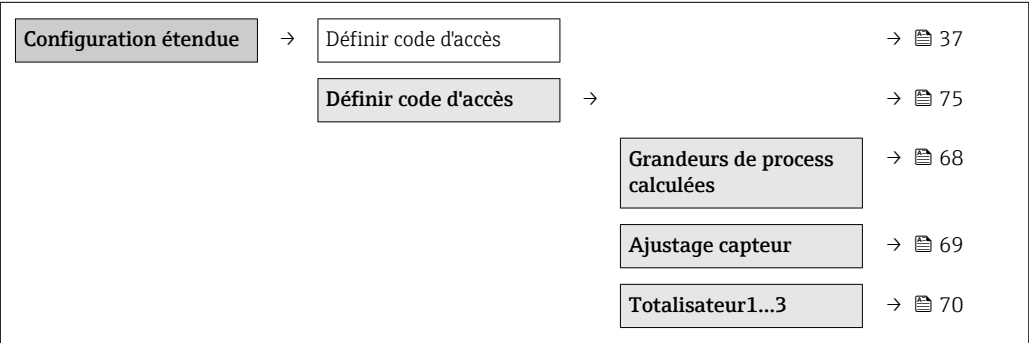 Configuration étendue → Définir code d'accès → 37
Définir code d'accès → → 75
Grandeurs de process → 68
calculées
Ajustage capteur → 69
Totalisateur1...3 → 70